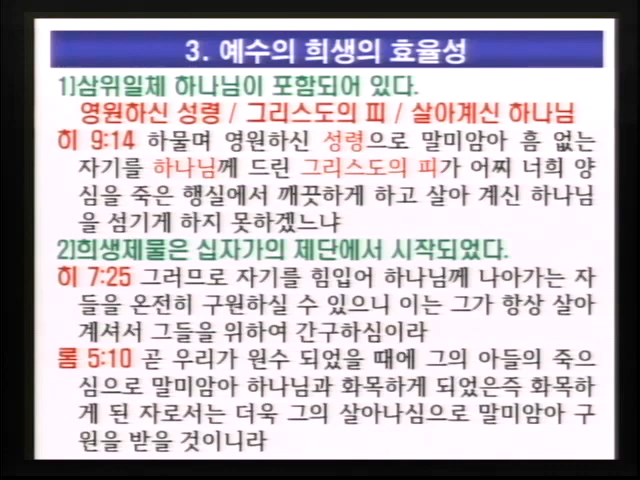 3. 예수의 희생의 효율성
1]삼위일체 하나님이 포함되어 있다.
영원하신 성령 / 그리스도의 피 / 살아계신 하나님
히 9:14 하물며 영원하신 성령으로 말미암아 흠 없는
자기를 하나님께 드린 그리스도의 피가 어찌 너희 양
심을 죽은 행실에서 깨끗하게 하고 살아 계신 하나님
을 섬기게 하지 못하겠느냐
2]희생제물은 십자가의 제단에서 시작되었다.
히 7:25 그러므로 자기를 힘입어 하나님께 나아가는 자
들을 온전히 구원하실 수 있으니 이는 그가 항상 살아
계셔서 그들을 위하여 간구하심이라
롬 5:10 곧 우리가 원수 되었을 때에 그의 아들의 죽으
심으로 말미암아 하나님과 화목하게 되었은즉 화목하
게 된 자로서는 더욱 그의 살아나심으로 말미암아 구
원을 받을 것이니라